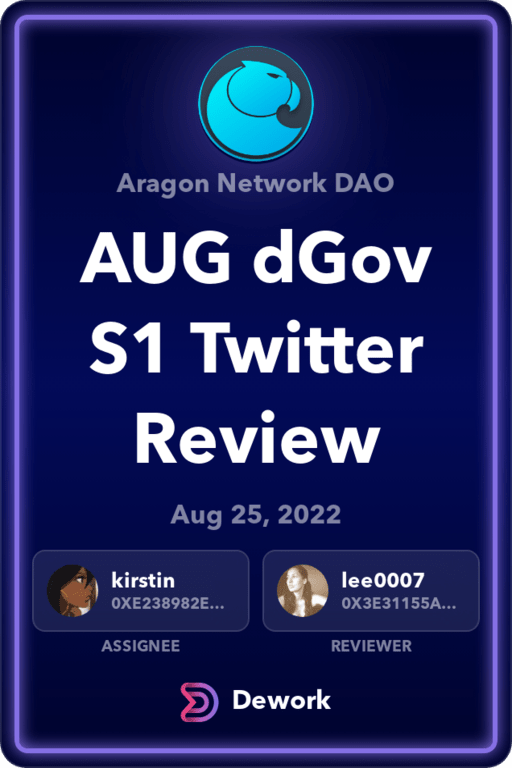 Aragon Network DAO
AUG dGov
S1 Twitter
Review
Aug 25, 2022
kirstin
0XE238982E...
lee0007
0X3E31155A...
ASSIGNEE
REVIEWER
Dework